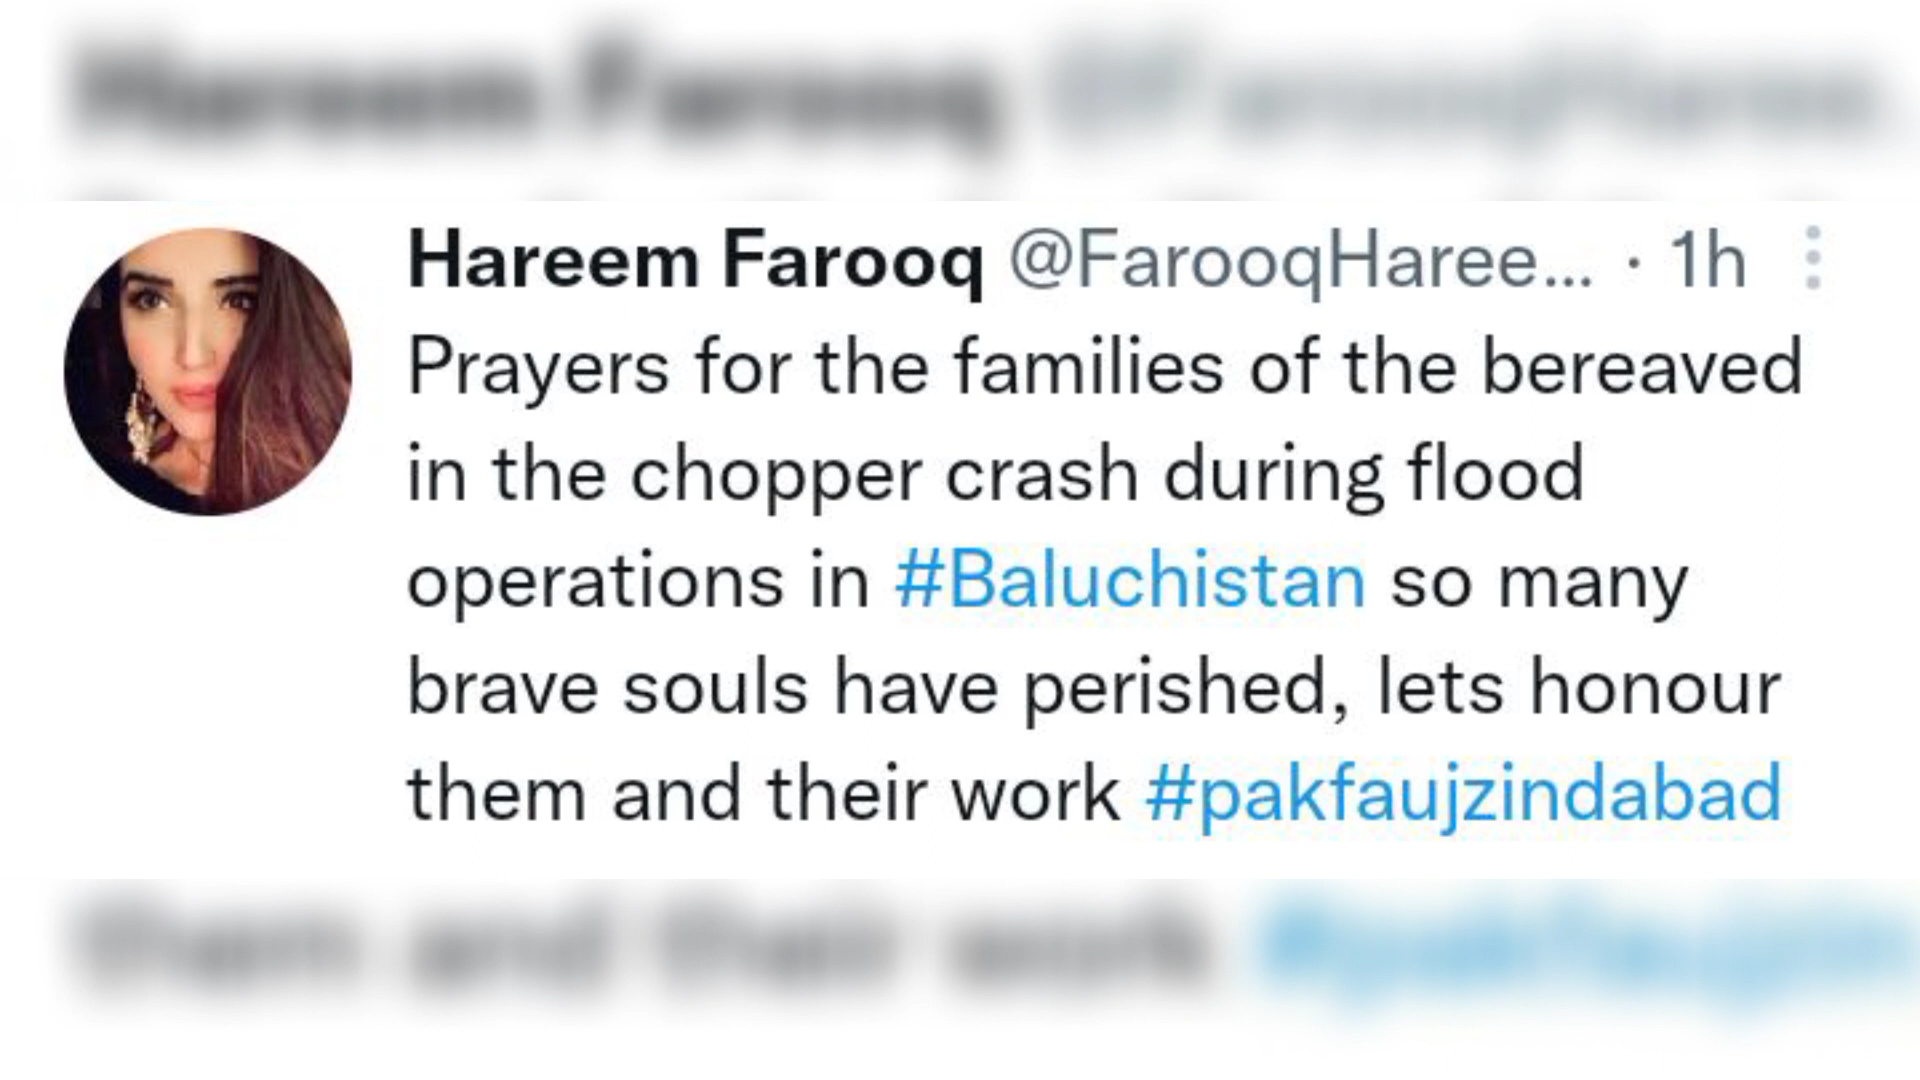 Hareem Farooq @FarooqHaree... · 1h
Prayers for the families of the bereaved
in the chopper crash during flood
operations in #Baluchistan so many
brave souls have perished, lets honour
them and their work #pakfaujzindabad